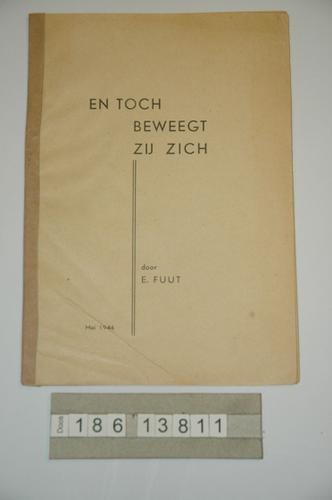 EN TOCH
BEWEEGT
ZIJ ZICH
door
E. FUUT
Mei 1944
Doos
186 13811